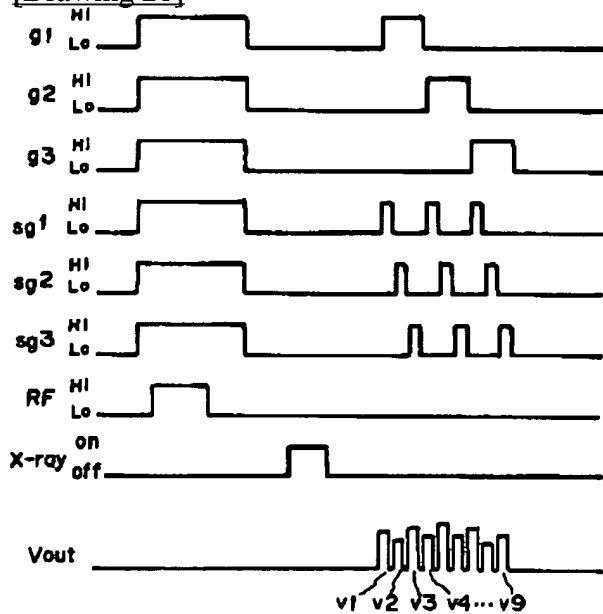 g1 Hi
Lo
g2 Hi
Lo
g3 Hi
Lo
sg1 Hi
Lo
sg2 Hi
Lo
sg3 Hi
Lo
RF Hi
Lo
X-ray on
off
Vout
v1 v2 v3 v4 ··· v9